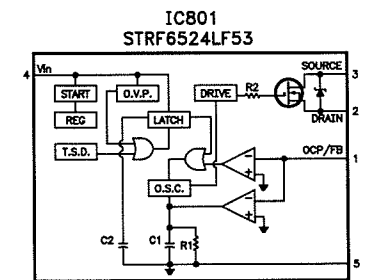 IC801
STRF6524LF53
4 Vin
SOURCE 3
START O.V.P. DRIVE R2
REG LATCH
DRAIN 2
T.S.D.
OCP/FB 1
O.S.C.
C2 C1 R1
5